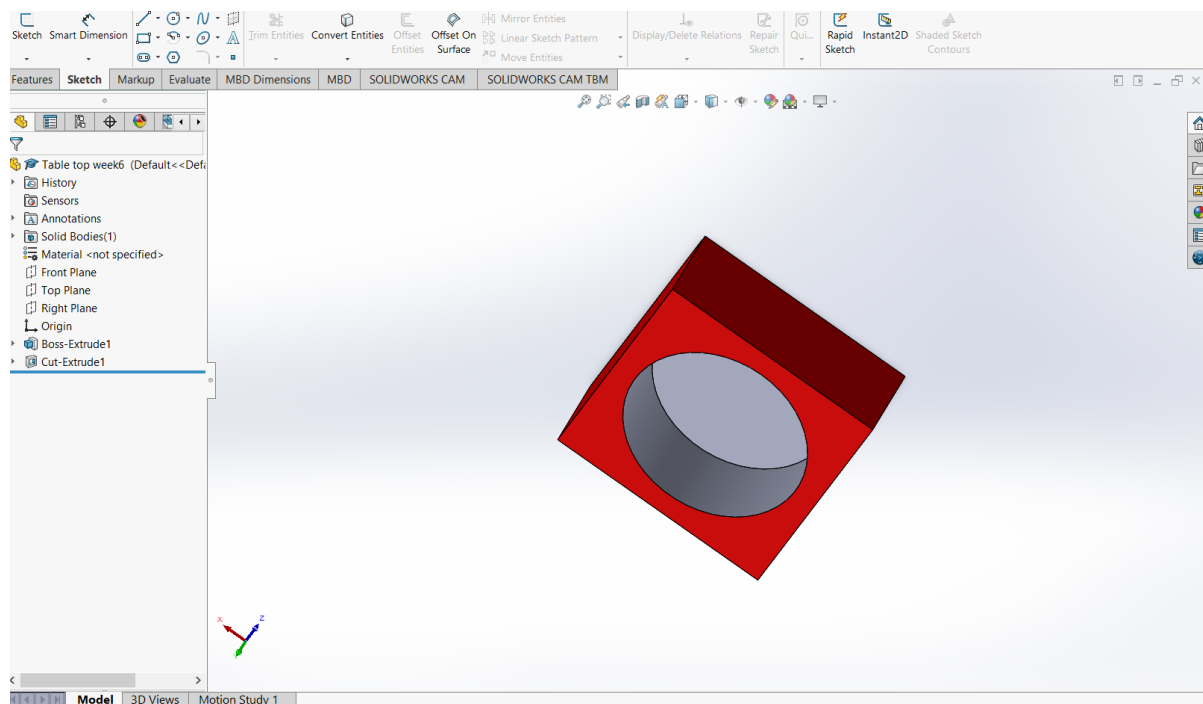 Sketch Smart Dimension Trim Entities Convert Entities Offset Entities Offset On Surface Mirror Entities Display/Delete Relations Repair Sketch Qui... Rapid Sketch Instant2D Shaded Sketch Contours
Linear Sketch Pattern
Move Entities
Features Sketch Markup Evaluate MBD Dimensions MBD SOLIDWORKS CAM SOLIDWORKS CAM TBM
Table top week6 (Default<<Defa
History
Sensors
Annotations
Solid Bodies(1)
Material <not specified>
Front Plane
Top Plane
Right Plane
Origin
Boss-Extrude1
Cut-Extrude1
x z
Model 3D Views Motion Study 1